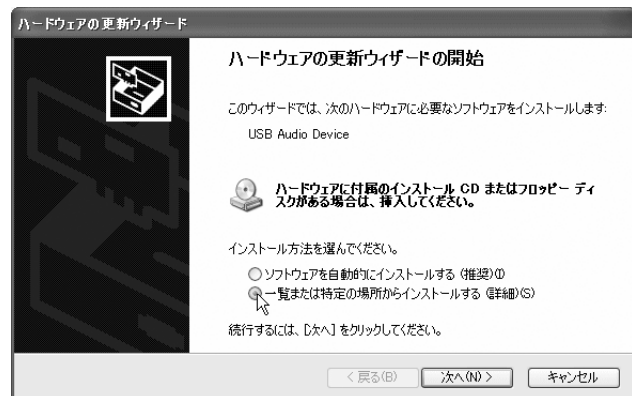 ハードウェアの更新ウィザード
ハードウェアの更新ウィザードの開始
このウィザードでは、次のハードウェアに必要なソフトウェアをインストールします:
USB Audio Device
ハードウェアに付属のインストール CD またはフロッピー ディ
スクがある場合は、挿入してください。
インストール方法を選んでください。
ソフトウェアを自動的にインストールする (推奨)(I)
一覧または特定の場所からインストールする (詳細)(S)
続行するには、[次へ] をクリックしてください。
< 戻る(B) 次へ(N) > キャンセル